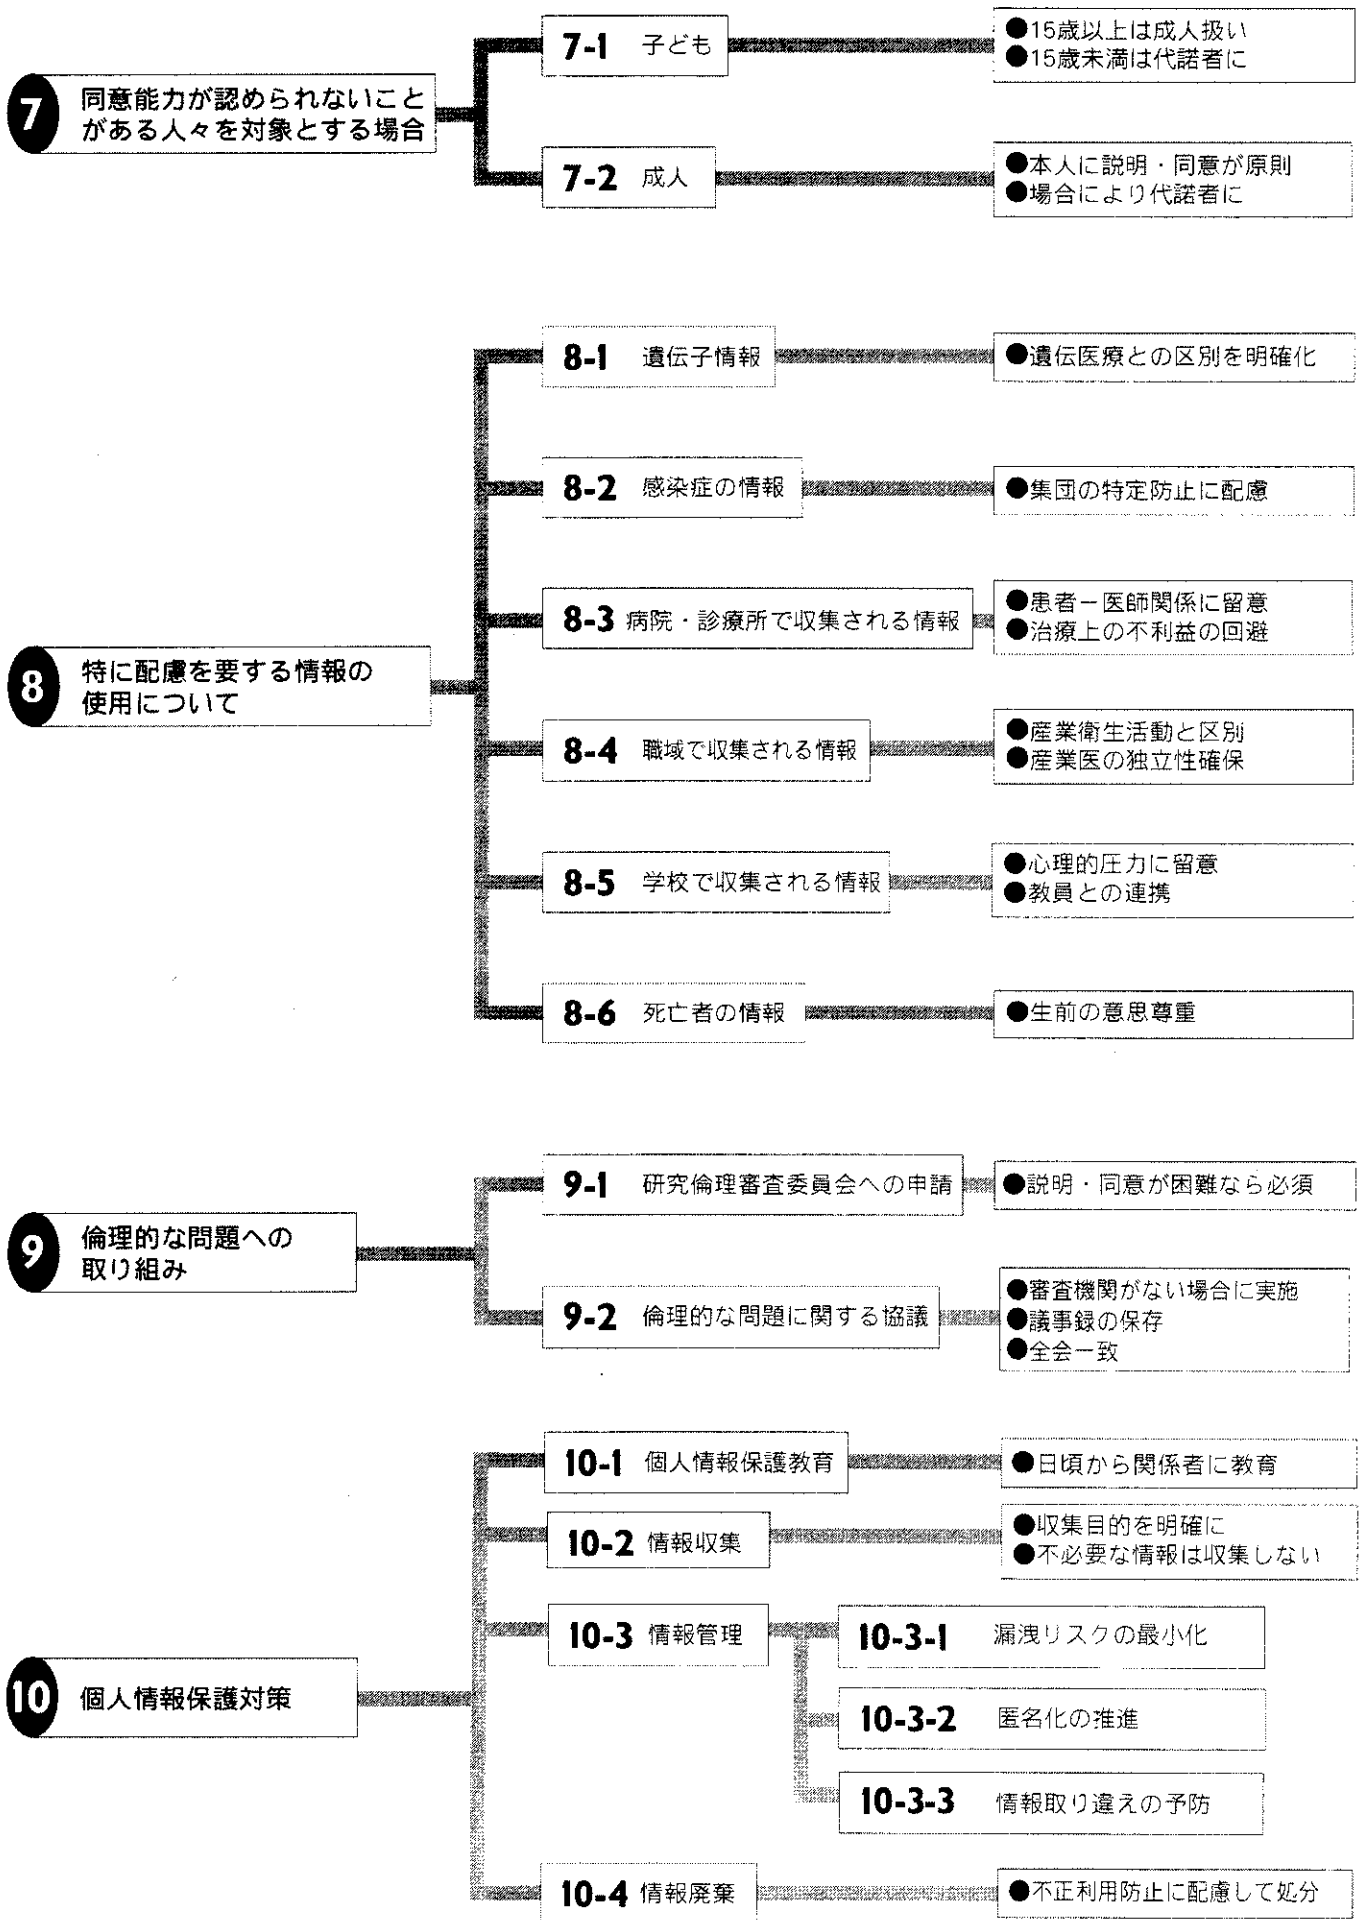 7 同意能力が認められないこと
がある人々を対象とする場合
7-1 子ども
●15歳以上は成人扱い
●15歳未満は代諾者に
7-2 成人
●本人に説明・同意が原則
●場合により代諾者に
8 特に配慮を要する情報の
使用について
8-1 遺伝子情報
●遺伝医療との区別を明確化
8-2 感染症の情報
●集団の特定防止に配慮
8-3 病院・診療所で収集される情報
●患者－医師関係に留意
●治療上の不利益の回避
8-4 職域で収集される情報
●産業衛生活動と区別
●産業医の独立性確保
8-5 学校で収集される情報
●心理的圧力に留意
●教員との連携
8-6 死亡者の情報
●生前の意思尊重
9 倫理的な問題への
取り組み
9-1 研究倫理審査委員会への申請
●説明・同意が困難なら必須
9-2 倫理的な問題に関する協議
●審査機関がない場合に実施
●議事録の保存
●全会一致
10 個人情報保護対策
10-1 個人情報保護教育
●日頃から関係者に教育
10-2 情報収集
●収集目的を明確に
●不必要な情報は収集しない
10-3 情報管理
10-3-1 漏洩リスクの最小化
10-3-2 匿名化の推進
10-3-3 情報取り違えの予防
10-4 情報廃棄
●不正利用防止に配慮して処分